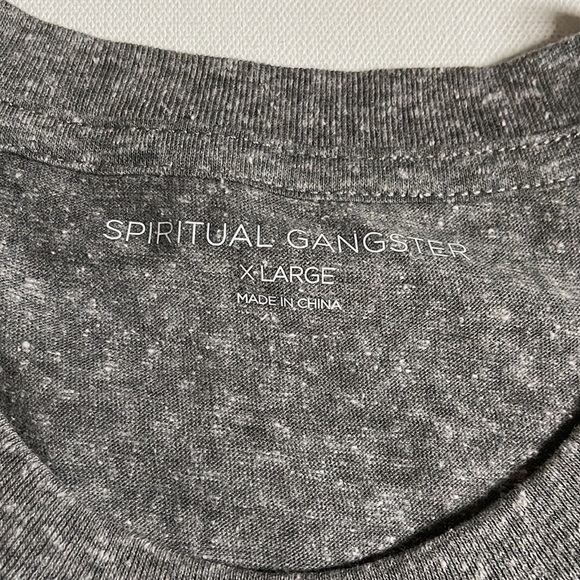 SPIRITUAL GANGSTER
X-LARGE
MADE IN CHINA